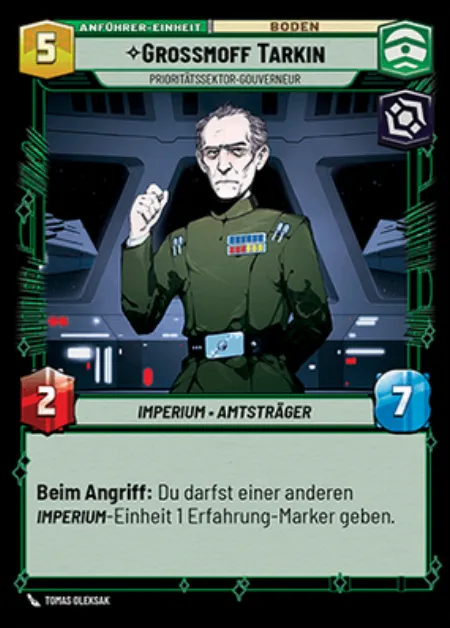 5
ANFÜHRER-EINHEIT
BODEN
✧GROSSMOFF TARKIN
PRIORITÄTSSEKTOR-GOUVERNEUR
2
IMPERIUM • AMTSTRÄGER
7
Beim Angriff: Du darfst einer anderen
IMPERIUM-Einheit 1 Erfahrung-Marker geben.
TOMAS OLEKSAK